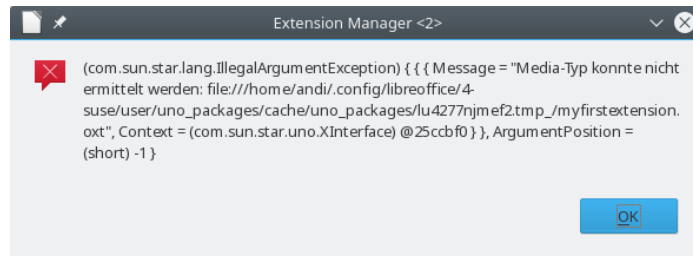 Extension Manager <2>
(com.sun.star.lang.IllegalArgumentException) { { { Message = "Media-Typ konnte nicht
ermittelt werden: file:///home/andi/.config/libreoffice/4-
suse/user/uno_packages/cache/uno_packages/lu4277njmef2.tmp_/myfirstextension.
oxt", Context = (com.sun.star.uno.XInterface) @25ccbf0 } }, ArgumentPosition =
(short) -1 }
OK